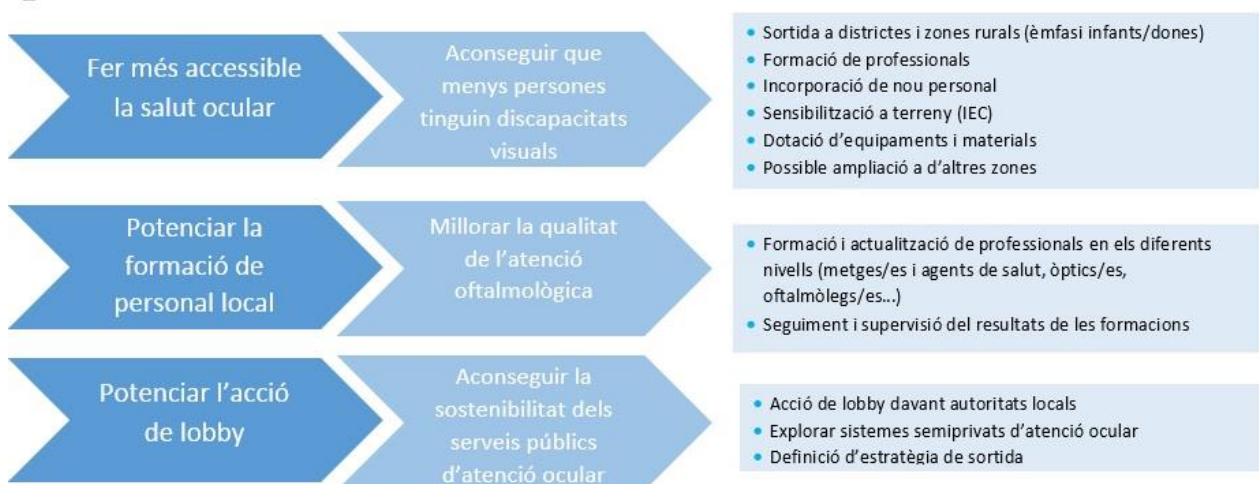 Fer més accessible
la salut ocular
Aconseguir que
menys persones
tinguin discapacitats
visuals
• Sortida a districtes i zones rurals (èmfasi infants/dones)
• Formació de professionals
• Incorporació de nou personal
• Sensibilització a terreny (IEC)
• Dotació d'equipaments i materials
• Possible ampliació a d'altres zones
Potenciar la
formació de
personal local
Millorar la qualitat
de l'atenció
oftalmològica
• Formació i actualització de professionals en els diferents
nivells (metges/es i agents de salut, òptics/es,
oftalmòlegs/es...)
• Seguiment i supervisió del resultats de les formacions
Potenciar l'acció
de lobby
Aconseguir la
sostenibilitat dels
serveis públics
d'atenció ocular
• Acció de lobby davant autoritats locals
• Explorar sistemes semiprivats d'atenció ocular
• Definició d'estratègia de sortida